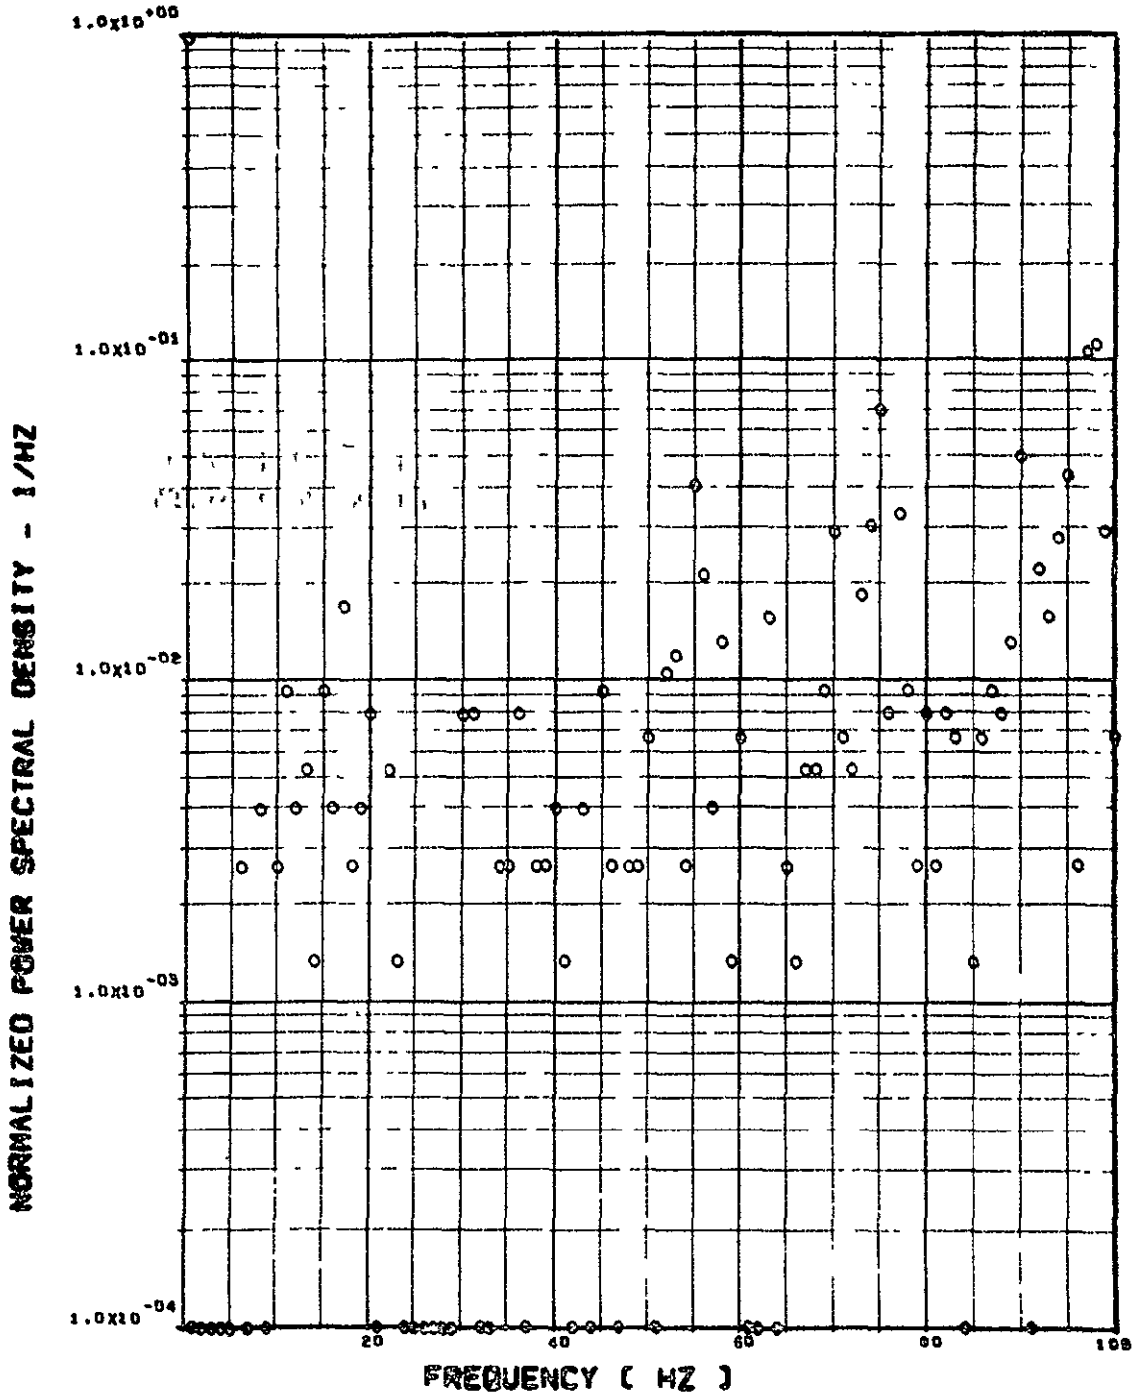 1.0X10+00
1.0X10-01
1.0X10-02
1.0X10-03
1.0X10-04
NORMALIZED POWER SPECTRAL DENSITY - 1/HZ
20
40
60
80
100
FREQUENCY ( HZ )